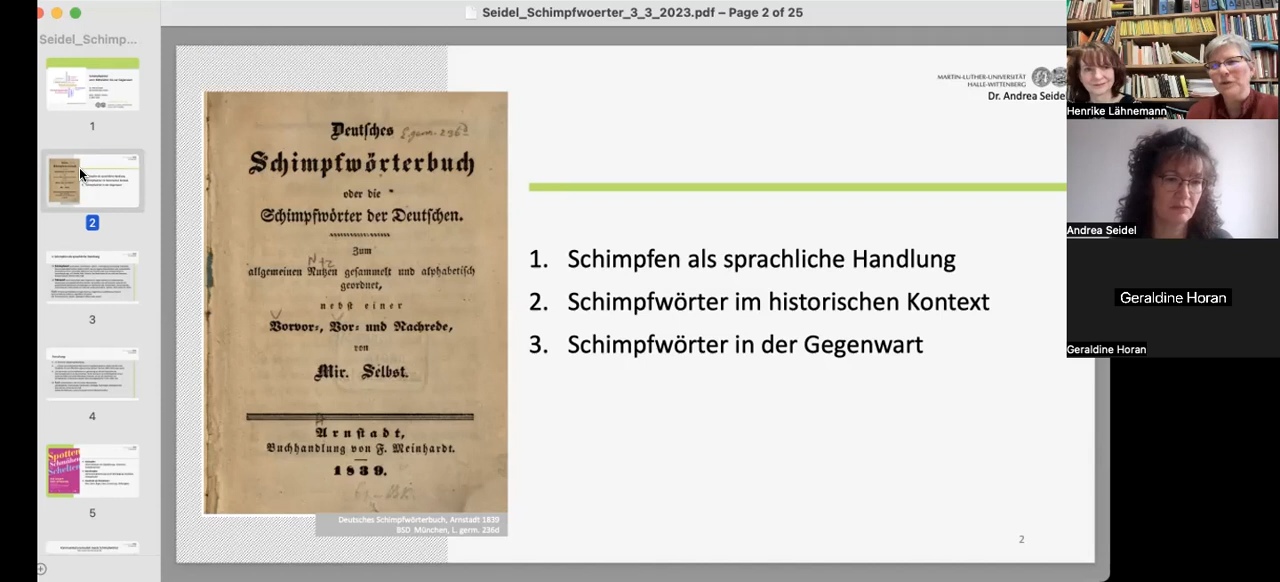 Seidel_Schimpfwoerter_3_3_2023.pdf – Page 2 of 25
Seidel_Schimp...
1
2
3
4
Spotten
Schmähen
Schelten
5
MARTIN-LUTHER-UNIVERSITÄT
HALLE-WITTENBERG
Dr. Andrea Seide
Deutſches
Schimpfwörterbuch
oder die
Schimpfwörter der Deutſchen.
Zum
allgemeinen Nutzen geſammelt und alphabetiſch
geordnet,
nebſt einer
Vorvor-, Vor- und Nachrede,
von
Mir. Selbſt.
Arnſtadt,
Buchhandlung von F. Meinhardt.
1839.
Deutsches Schimpfwörterbuch, Arnstadt 1839
BSD München, L. germ. 236d
1. Schimpfen als sprachliche Handlung
2. Schimpfwörter im historischen Kontext
3. Schimpfwörter in der Gegenwart
2
Henrike Lähnemann
Andrea Seidel
Geraldine Horan
Geraldine Horan